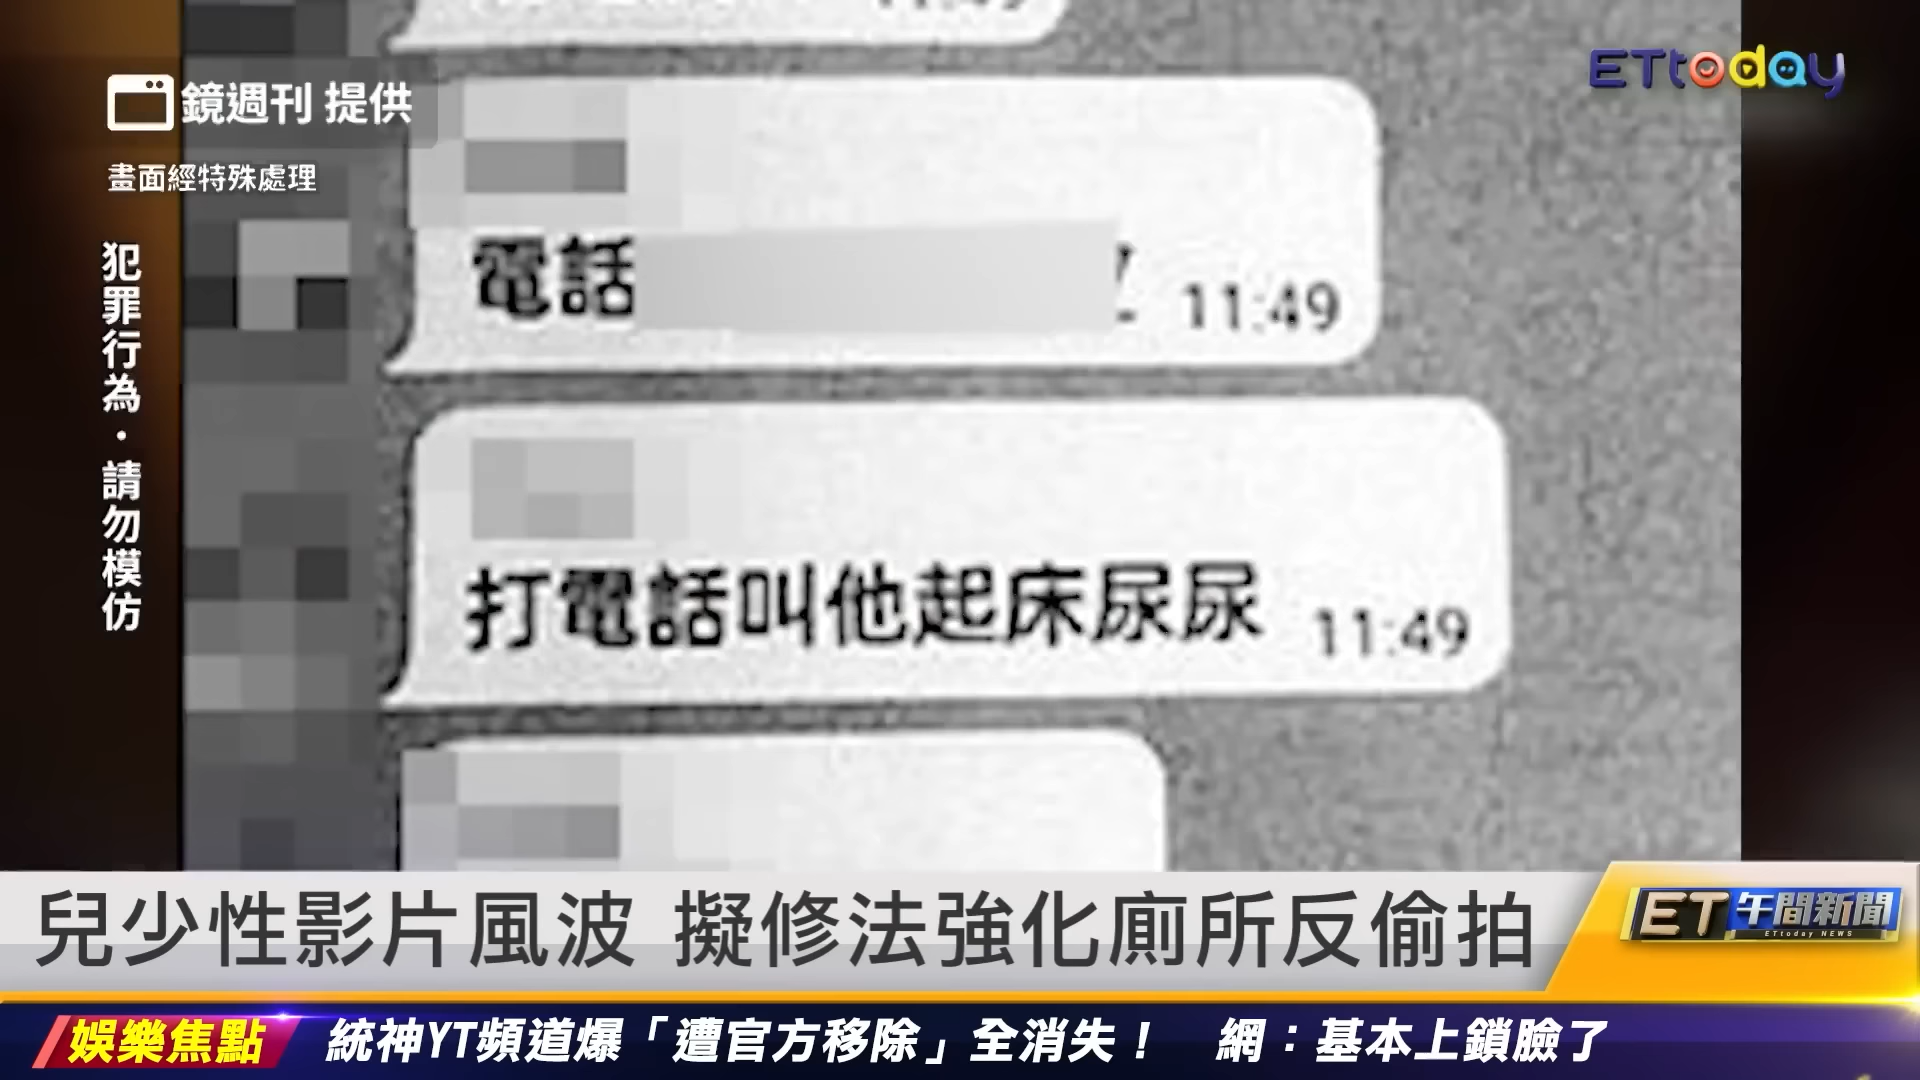 ETtoday
鏡週刊 提供
畫面經特殊處理
犯罪行為・請勿模仿
電話
11:49
打電話叫他起床尿尿 11:49
兒少性影片風波 擬修法強化廁所反偷拍
ET午間新聞
ETtoday NEWS
娛樂焦點 統神YT頻道爆「遭官方移除」全消失！ 網：基本上鎖臉了